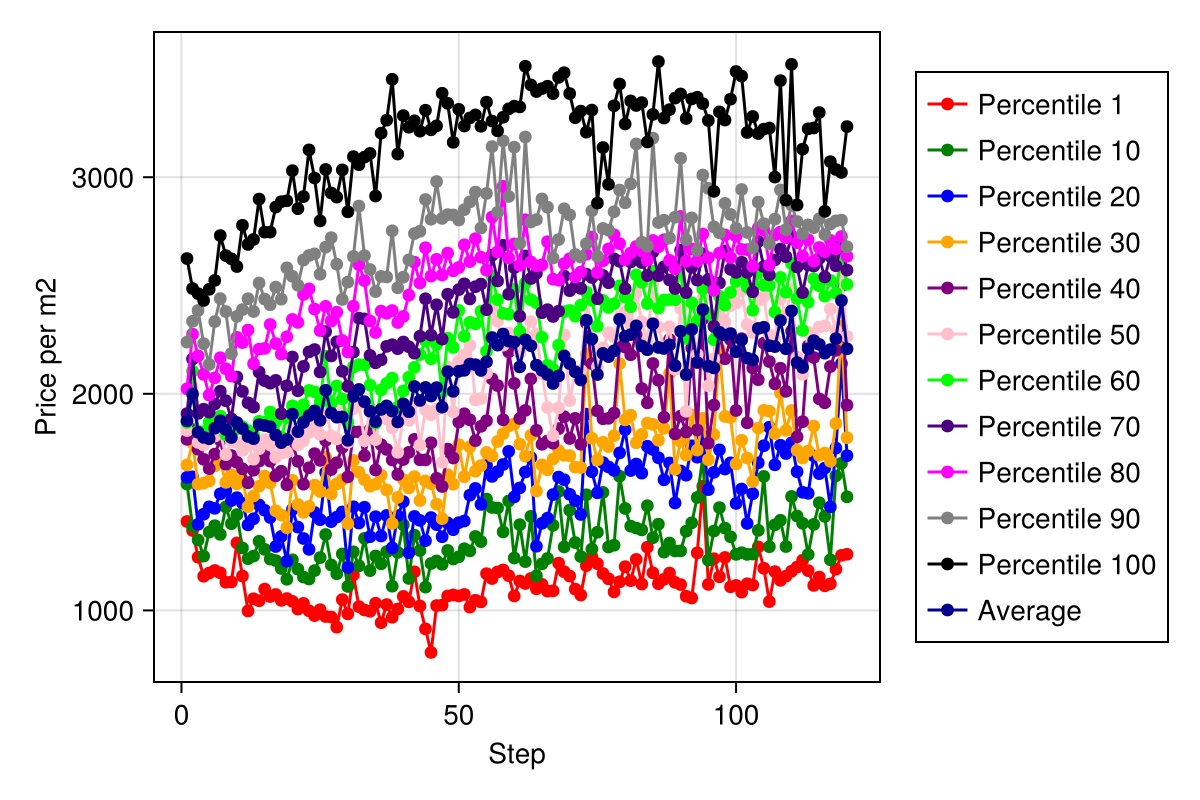 Price per m2
3000
2000
1000
0 50 100
Step
Percentile 1
Percentile 10
Percentile 20
Percentile 30
Percentile 40
Percentile 50
Percentile 60
Percentile 70
Percentile 80
Percentile 90
Percentile 100
Average